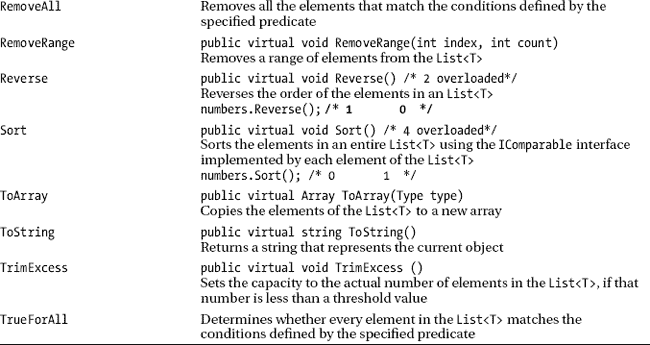 RemoveAll Removes all the elements that match the conditions defined by the
specified predicate
RemoveRange public virtual void RemoveRange(int index, int count)
Removes a range of elements from the List<T>
Reverse public virtual void Reverse() /* 2 overloaded*/
Reverses the order of the elements in an List<T>
numbers.Reverse(); /* 1 0 */
Sort public virtual void Sort() /* 4 overloaded*/
Sorts the elements in an entire List<T> using the IComparable interface
implemented by each element of the List<T>
numbers.Sort(); /* 0 1 */
ToArray public virtual Array ToArray(Type type)
Copies the elements of the List<T> to a new array
ToString public virtual string ToString()
Returns a string that represents the current object
TrimExcess public virtual void TrimExcess ()
Sets the capacity to the actual number of elements in the List<T>, if that
number is less than a threshold value
TrueForAll Determines whether every element in the List<T> matches the
conditions defined by the specified predicate